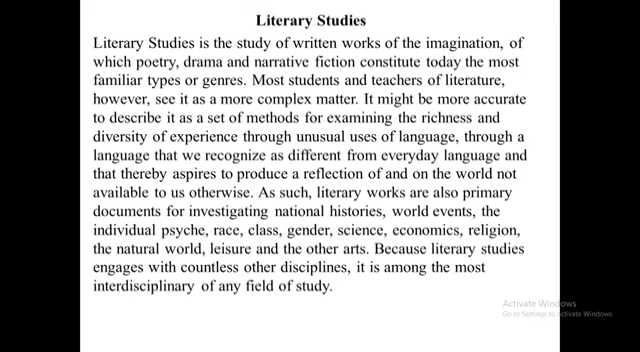 Literary Studies
Literary Studies is the study of written works of the imagination, of
which poetry, drama and narrative fiction constitute today the most
familiar types or genres. Most students and teachers of literature,
however, see it as a more complex matter. It might be more accurate
to describe it as a set of methods for examining the richness and
diversity of experience through unusual uses of language, through a
language that we recognize as different from everyday language and
that thereby aspires to produce a reflection of and on the world not
available to us otherwise. As such, literary works are also primary
documents for investigating national histories, world events, the
individual psyche, race, class, gender, science, economics, religion,
the natural world, leisure and the other arts. Because literary studies
engages with countless other disciplines, it is among the most
interdisciplinary of any field of study.
Activate Windows
Go to Settings to activate Windows.